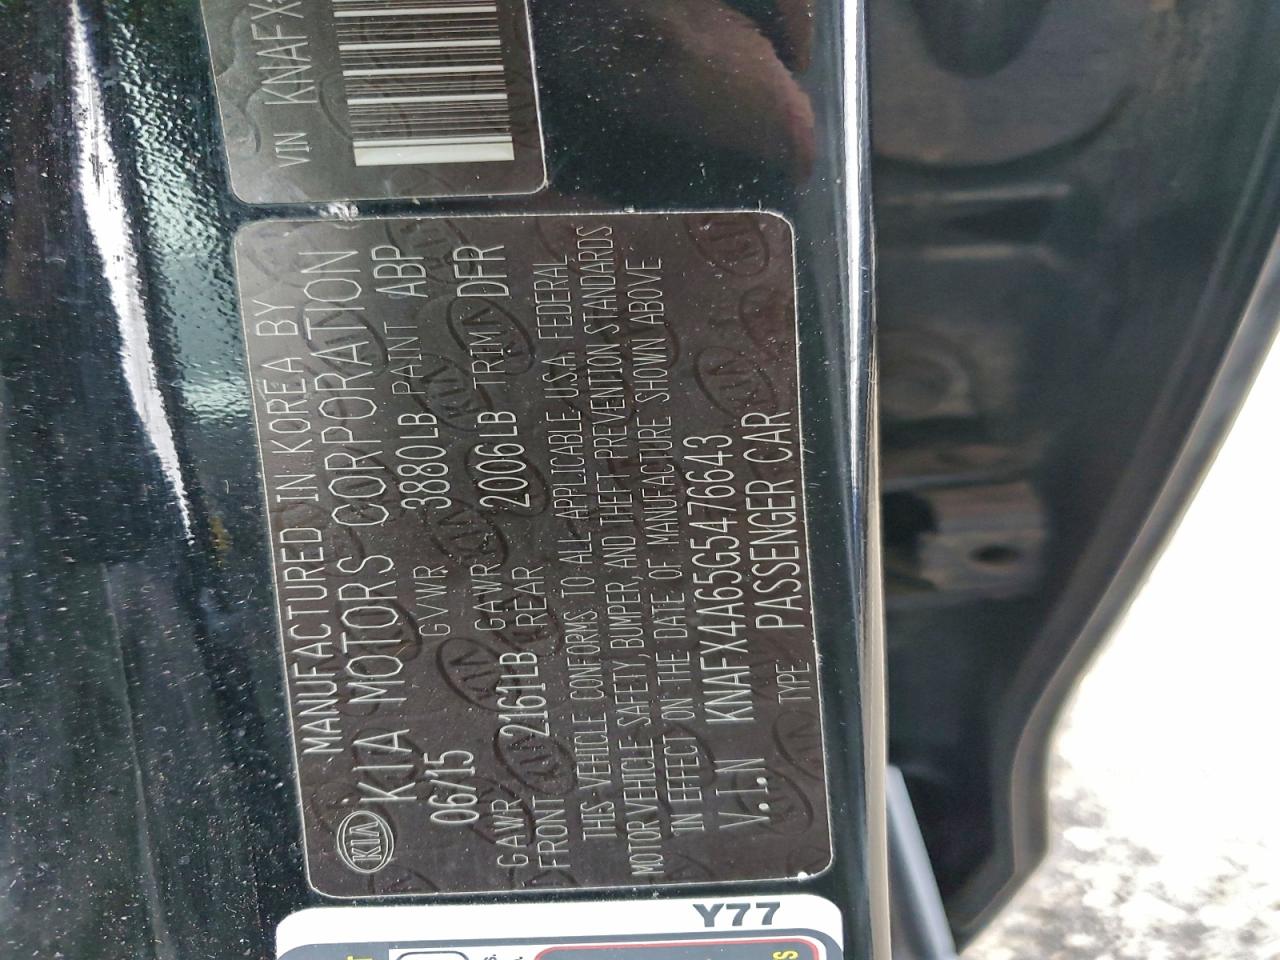 VIN KNAFX
MANUFACTURED IN KOREA BY
KIA KIA MOTORS CORPORATION
06/15 GVWR 3880LB PAINT ABP
GAWR FRONT 2161LB GAWR REAR 2006LB TRIM A DFR
THIS VEHICLE CONFORMS TO ALL APPLICABLE U.S.A. FEDERAL
MOTOR VEHICLE SAFETY, BUMPER, AND THEFT PREVENTION STANDARDS
IN EFFECT ON THE DATE OF MANUFACTURE SHOWN ABOVE
V.I.N KNAFX4A65G5476643
TYPE PASSENGER CAR
Y77